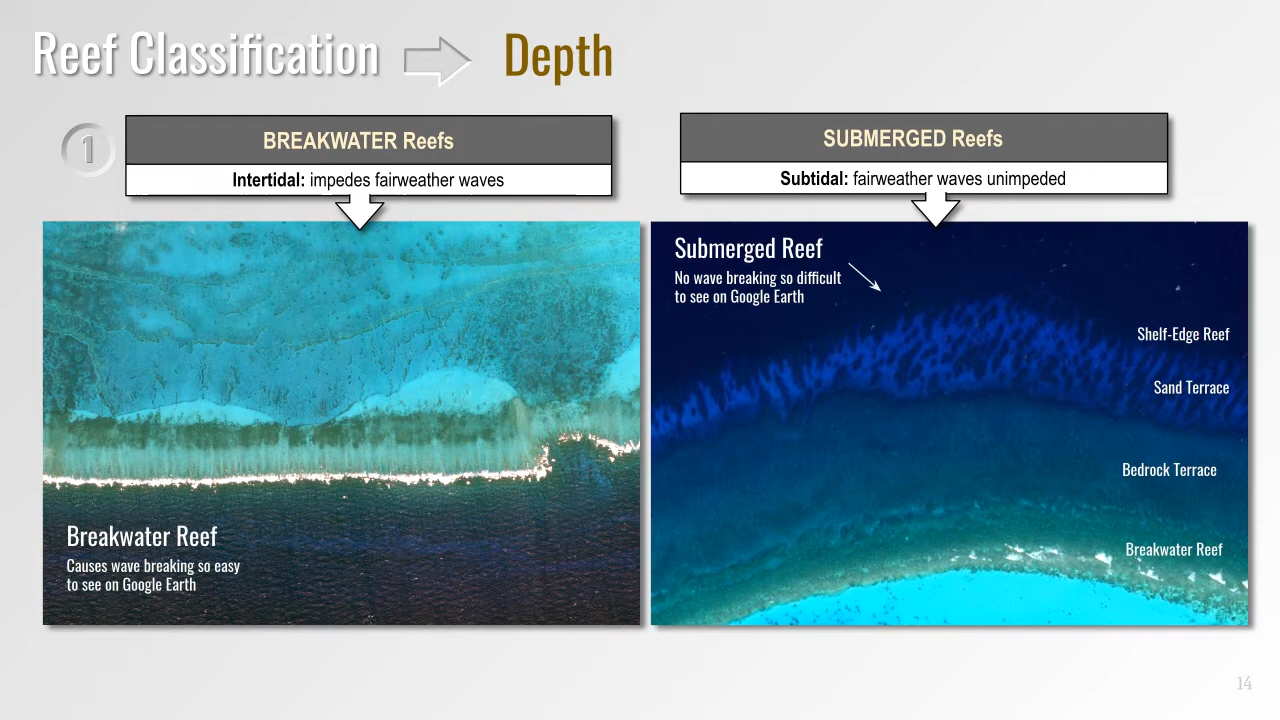 Reef Classification
Depth
1
BREAKWATER Reefs
Intertidal: impedes fairweather waves
SUBMERGED Reefs
Subtidal: fairweather waves unimpeded
Breakwater Reef
Causes wave breaking so easy
to see on Google Earth
Submerged Reef
No wave breaking so difficult
to see on Google Earth
Shelf-Edge Reef
Sand Terrace
Bedrock Terrace
Breakwater Reef
14